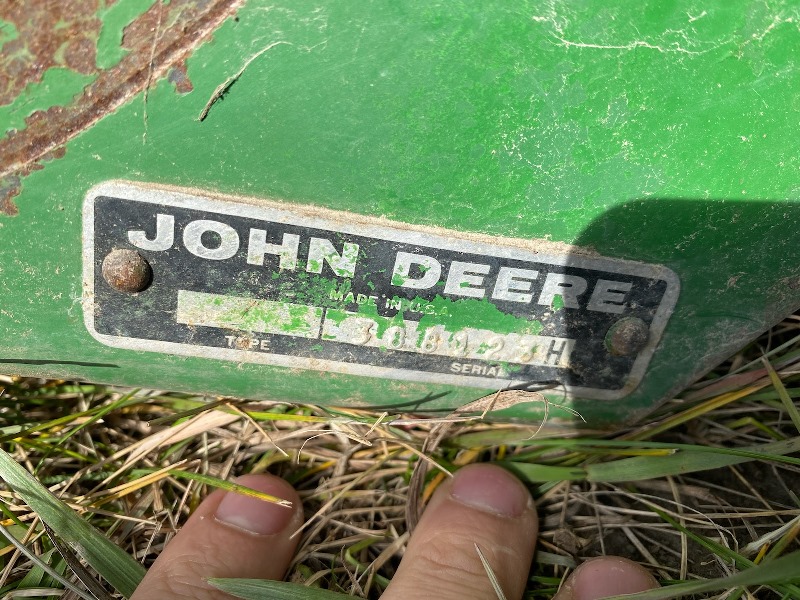 JOHN DEERE
MADE IN U.S.A.
TYPE
SERIAL